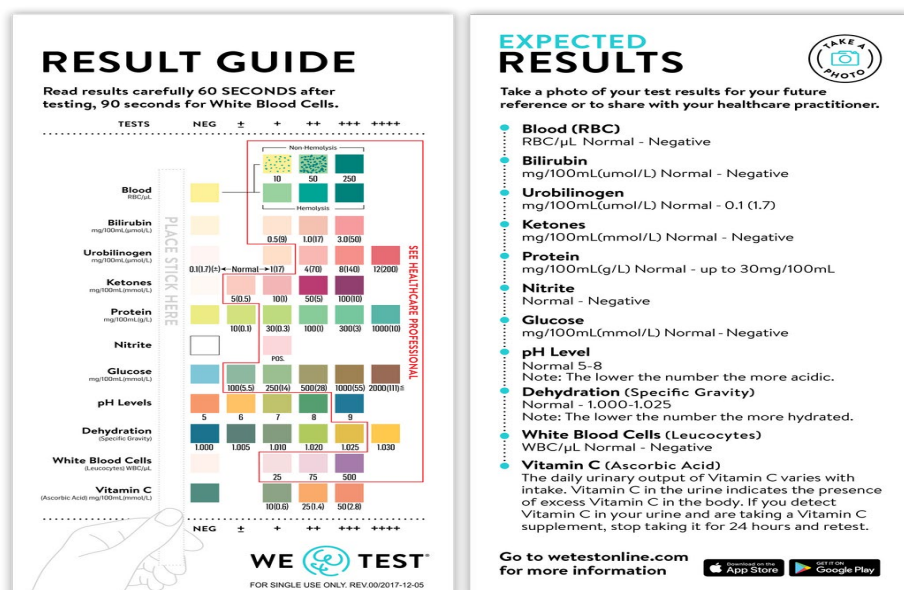 RESULT GUIDE
Read results carefully 60 SECONDS after
testing, 90 seconds for White Blood Cells.
TESTS NEG ± + ++ +++ ++++
Non-Hemolysis
10 50 250
Blood
RBC/µL
Hemolysis
Bilirubin
mg/100mL(µmol/L)
0.5(9) 1.0(17) 3.0(50)
Urobilinogen
mg/100mL(µmol/L)
0.1(1.7)(±) Normal 1(17) 4(70) 8(140) 12(200)
Ketones
mg/100mL(mmol/L)
5(0.5) 10(1) 50(5) 100(10)
Protein
mg/100mL(g/L)
10(0.1) 30(0.3) 100(1) 300(3) 1000(10)
Nitrite
POS.
Glucose
mg/100mL(mmol/L)
100(5.5) 250(14) 500(28) 1000(55) 2000(111)
pH Levels
5 6 7 8 9
Dehydration
(Specific Gravity)
1.000 1.005 1.010 1.020 1.025 1.030
White Blood Cells
(Leucocytes) WBC/µL
25 75 500
Vitamin C
(Ascorbic Acid) mg/100mL(mmol/L)
10(0.6) 25(1.4) 50(2.8)
NEG ± + ++ +++ ++++
PLACE STICK HERE
SEE HEALTHCARE PROFESSIONAL
WE TEST
FOR SINGLE USE ONLY. REV.00/2017-12-05
EXPECTED
RESULTS
TAKE A
PHOTO
Take a photo of your test results for your future
reference or to share with your healthcare practitioner.
Blood (RBC)
RBC/µL Normal - Negative
Bilirubin
mg/100mL(umol/L) Normal - Negative
Urobilinogen
mg/100mL(umol/L) Normal - 0.1 (1.7)
Ketones
mg/100mL(mmol/L) Normal - Negative
Protein
mg/100mL(g/L) Normal - up to 30mg/100mL
Nitrite
Normal - Negative
Glucose
mg/100mL(mmol/L) Normal - Negative
pH Level
Normal 5-8
Note: The lower the number the more acidic.
Dehydration (Specific Gravity)
Normal - 1.000-1.025
Note: The lower the number the more hydrated.
White Blood Cells (Leucocytes)
WBC/µL Normal - Negative
Vitamin C (Ascorbic Acid)
The daily urinary output of Vitamin C varies with
intake. Vitamin C in the urine indicates the presence
of excess Vitamin C in the body. If you detect
Vitamin C in your urine and are taking a Vitamin C
supplement, stop taking it for 24 hours and retest.
Go to wetestonline.com
for more information
Download on the
App Store
GET IT ON
Google Play